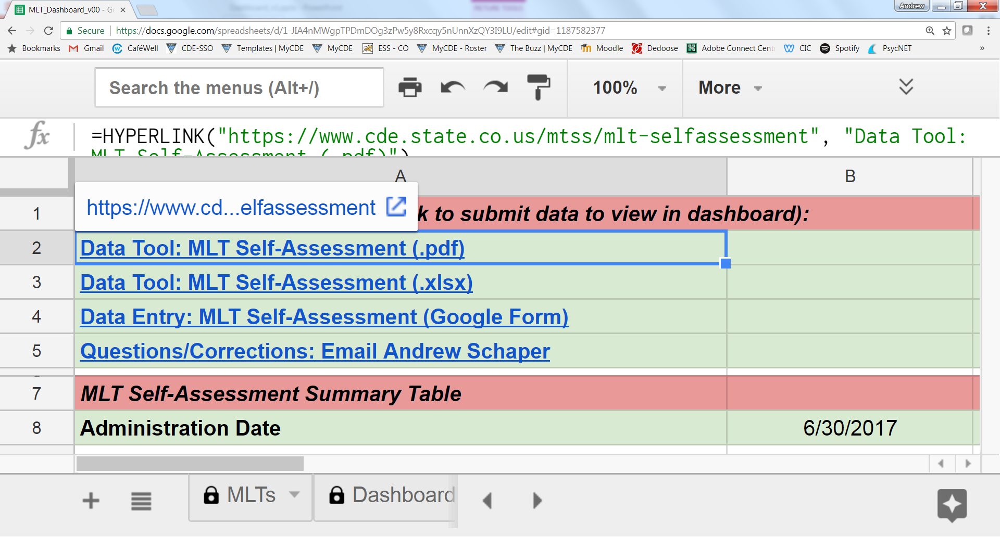 MLT_Dashboard_v00 - G
Andrew
Secure https://docs.google.com/spreadsheets/d/1-JIA4nMWgpTPDmDOg3zPw5y8Rxcqy5nUnnXzQY3I9LU/edit#gid=1187582377
Bookmarks Gmail CaféWell CDE-SSO Templates | MyCDE MyCDE ESS - CO MyCDE - Roster The Buzz | MyCDE Moodle Dedoose Adobe Connect Cent CIC Spotify PsycNET »
Search the menus (Alt+/) 100% More
fx =HYPERLINK("https://www.cde.state.co.us/mtss/mlt-selfassessment", "Data Tool:
MLT Self-Assessment (.pdf)")
A B
https://www.cd...elfassessment
1 k to submit data to view in dashboard):
2 Data Tool: MLT Self-Assessment (.pdf)
3 Data Tool: MLT Self-Assessment (.xlsx)
4 Data Entry: MLT Self-Assessment (Google Form)
5 Questions/Corrections: Email Andrew Schaper
7 MLT Self-Assessment Summary Table
8 Administration Date 6/30/2017
MLTs Dashboard